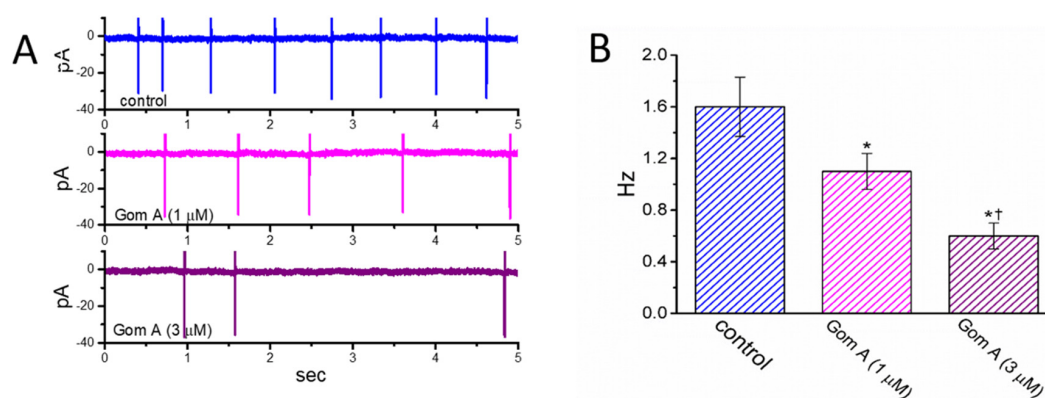 A
pA
0
-20
-40
control
0 1 2 3 4 5
pA
0
-20
-40
Gom A (1 μM)
0 1 2 3 4 5
pA
0
-20
-40
Gom A (3 μM)
0 1 2 3 4 5
sec
B
Hz
2.0
1.6
1.2
0.8
0.4
0.0
*
*†
control
Gom A (1 μM)
Gom A (3 μM)